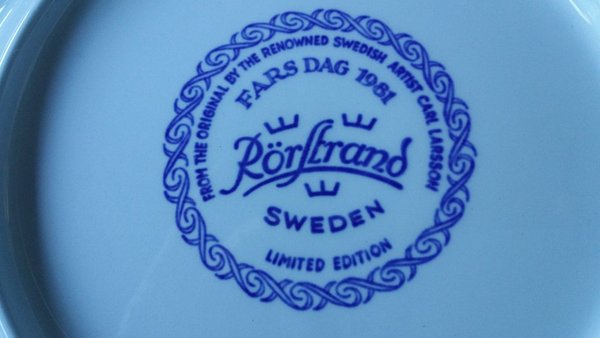 FROM THE ORIGINAL BY THE RENOWNED SWEDISH ARTIST CARL LARSSON
FARS DAG 1981
Rörstrand
SWEDEN
LIMITED EDITION